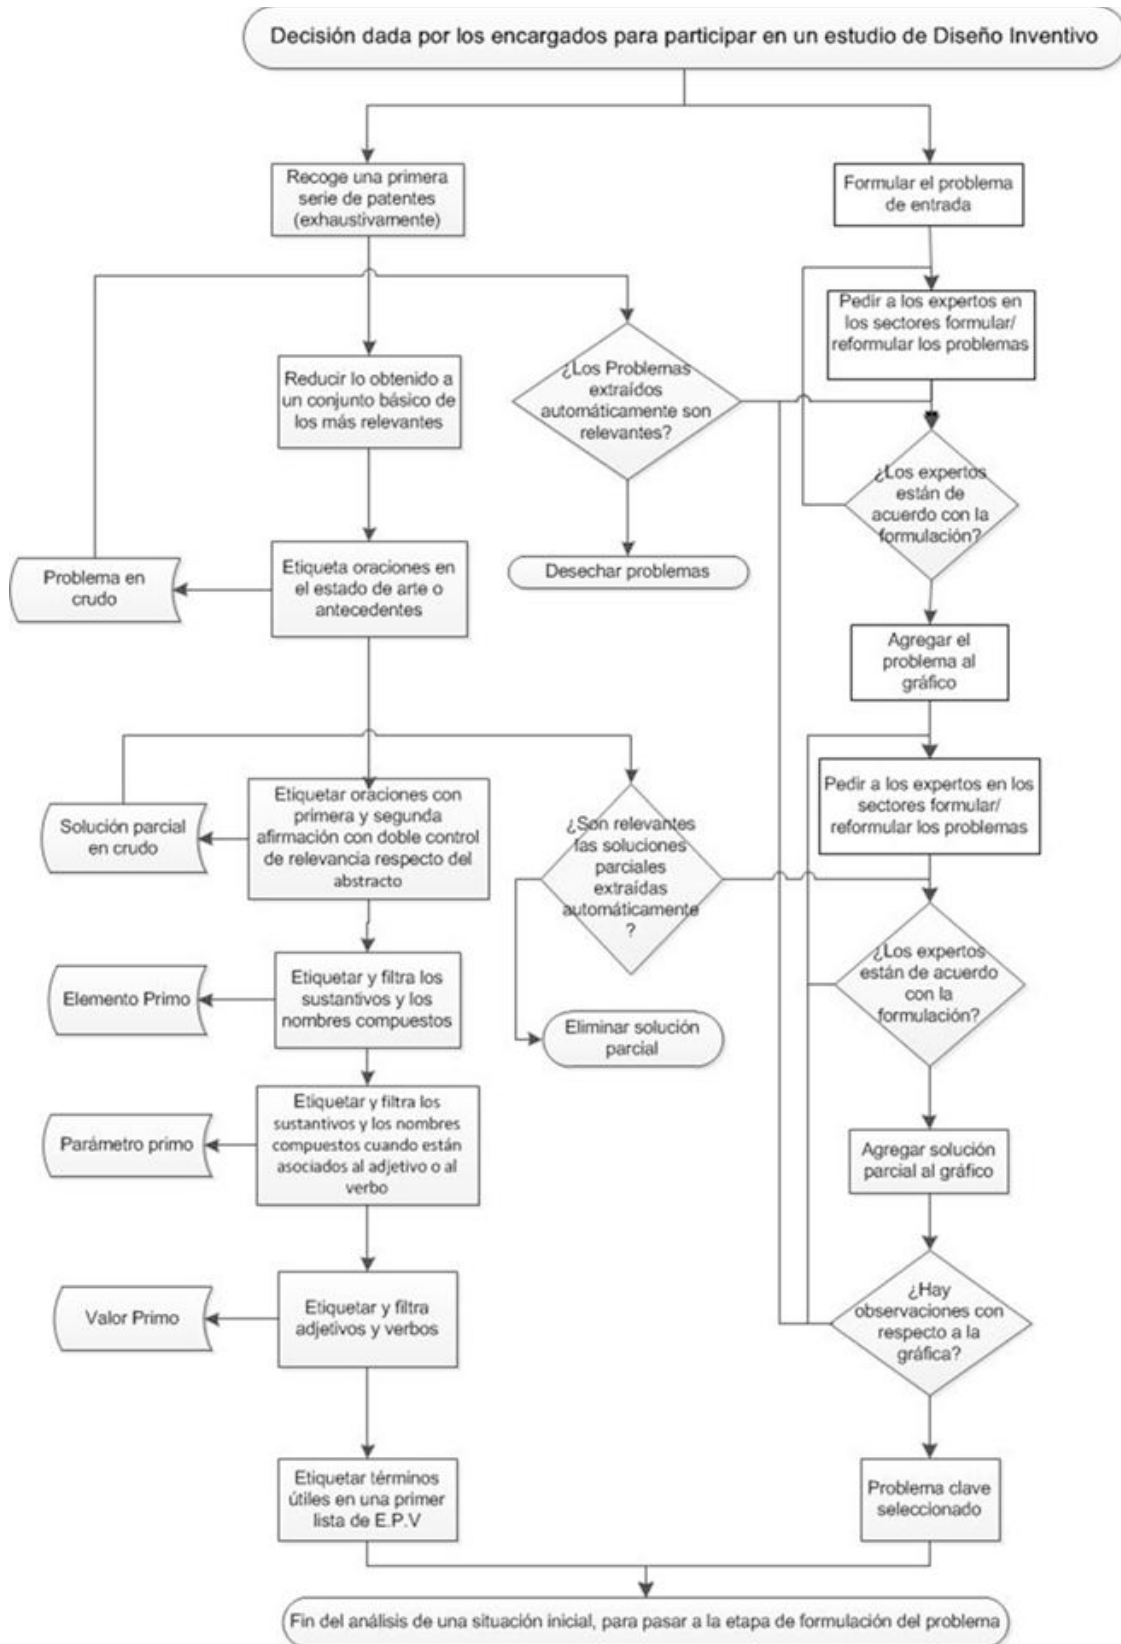 Decisión dada por los encargados para participar en un estudio de Diseño Inventivo
Recoge una primera
serie de patentes
(exhaustivamente)
Formular el problema
de entrada
Pedir a los expertos en
los sectores formular/
reformular los problemas
¿Los Problemas
extraídos
automáticamente son
relevantes?
Reducir lo obtenido a
un conjunto básico de
los más relevantes
¿Los expertos
están de
acuerdo con la
formulación?
Problema en
crudo
Etiqueta oraciones en
el estado de arte o
antecedentes
Desechar problemas
Agregar el
problema al
gráfico
Pedir a los expertos en los
sectores formular/
reformular los problemas
Solución parcial
en crudo
Etiquetar oraciones con
primera y segunda
afirmación con doble control
de relevancia respecto del
abstracto
¿Son relevantes
las soluciones
parciales
extraídas
automáticamente
?
¿Los expertos
están de acuerdo
con la
formulación?
Elemento Primo
Etiquetar y filtra los
sustantivos y los
nombres compuestos
Eliminar solución
parcial
Parámetro primo
Etiquetar y filtra los
sustantivos y los nombres
compuestos cuando están
asociados al adjetivo o al
verbo
Agregar solución
parcial al gráfico
Valor Primo
Etiquetar y filtra
adjetivos y verbos
¿Hay
observaciones con
respecto a la
gráfica?
Etiquetar términos
útiles en una primer
lista de E.P.V
Problema clave
seleccionado
Fin del análisis de una situación inicial, para pasar a la etapa de formulación del problema